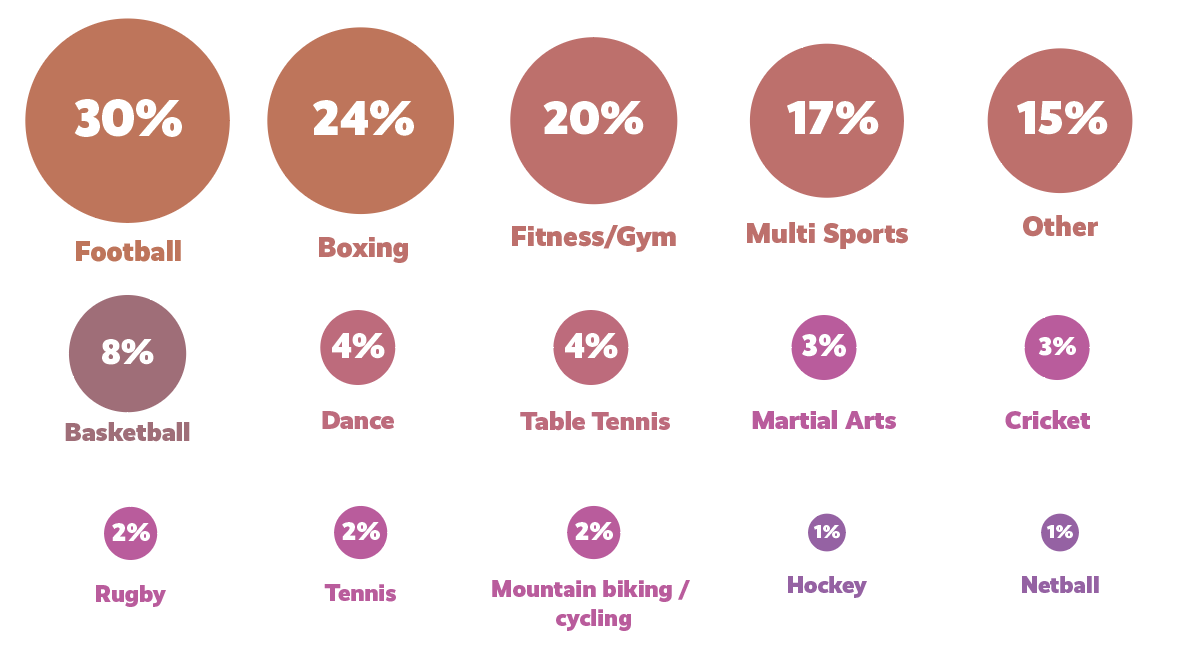 30%
24%
20%
17%
15%
Football
Boxing
Fitness/Gym
Multi Sports
Other
8%
4%
4%
3%
3%
Basketball
Dance
Table Tennis
Martial Arts
Cricket
2%
2%
2%
1%
1%
Rugby
Tennis
Mountain biking /
cycling
Hockey
Netball